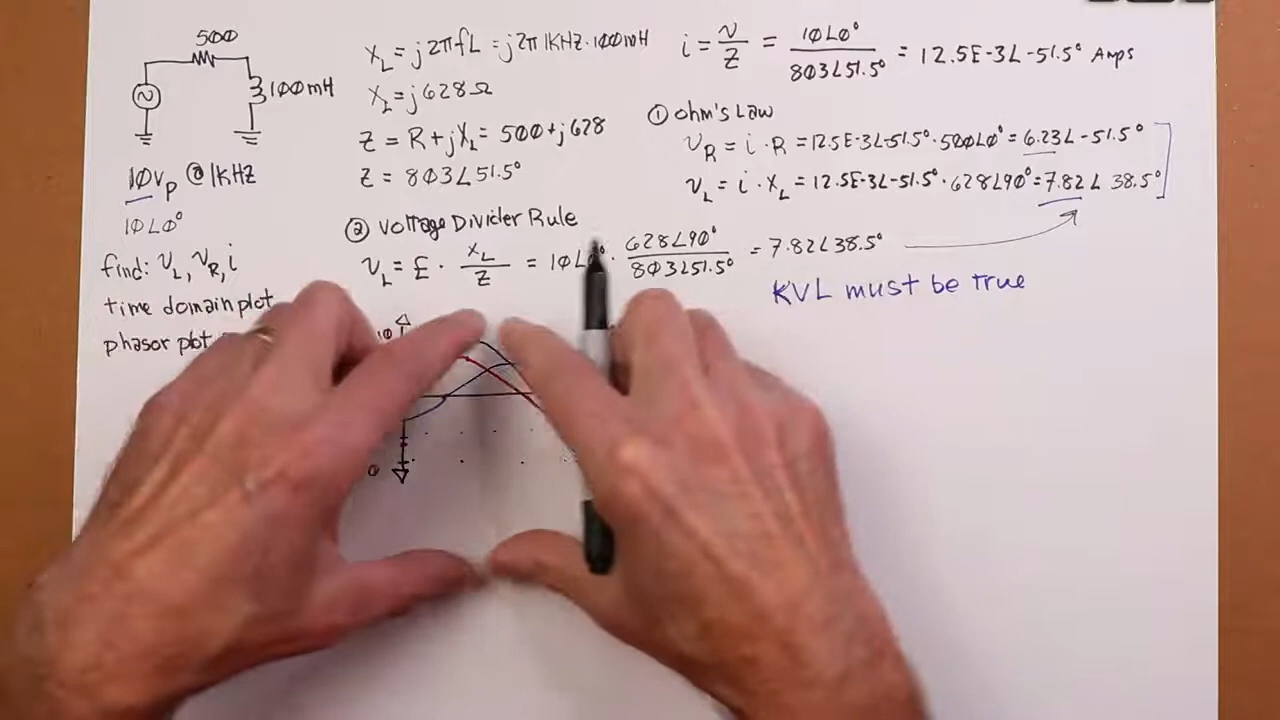 500
100mH
10Vp @ 1KHz
10∠0°
find: VL, VR, i
time domain plot
phasor plot
XL = j2πfL = j2π 1KHz·100mH
XL = j628Ω
Z = R + jXL = 500 + j628
Z = 803∠51.5°
i = v/Z = 10∠0°/803∠51.5° = 12.5E-3∠-51.5° Amps
① Ohm's Law
VR = i · R = 12.5E-3∠-51.5° · 500∠0° = 6.23∠-51.5°
VL = i · XL = 12.5E-3∠-51.5° · 628∠90° = 7.82∠38.5°
② Voltage Divider Rule
VL = E · XL/Z = 10∠0° · 628∠90°/803∠51.5° = 7.82∠38.5°
KVL must be true
10